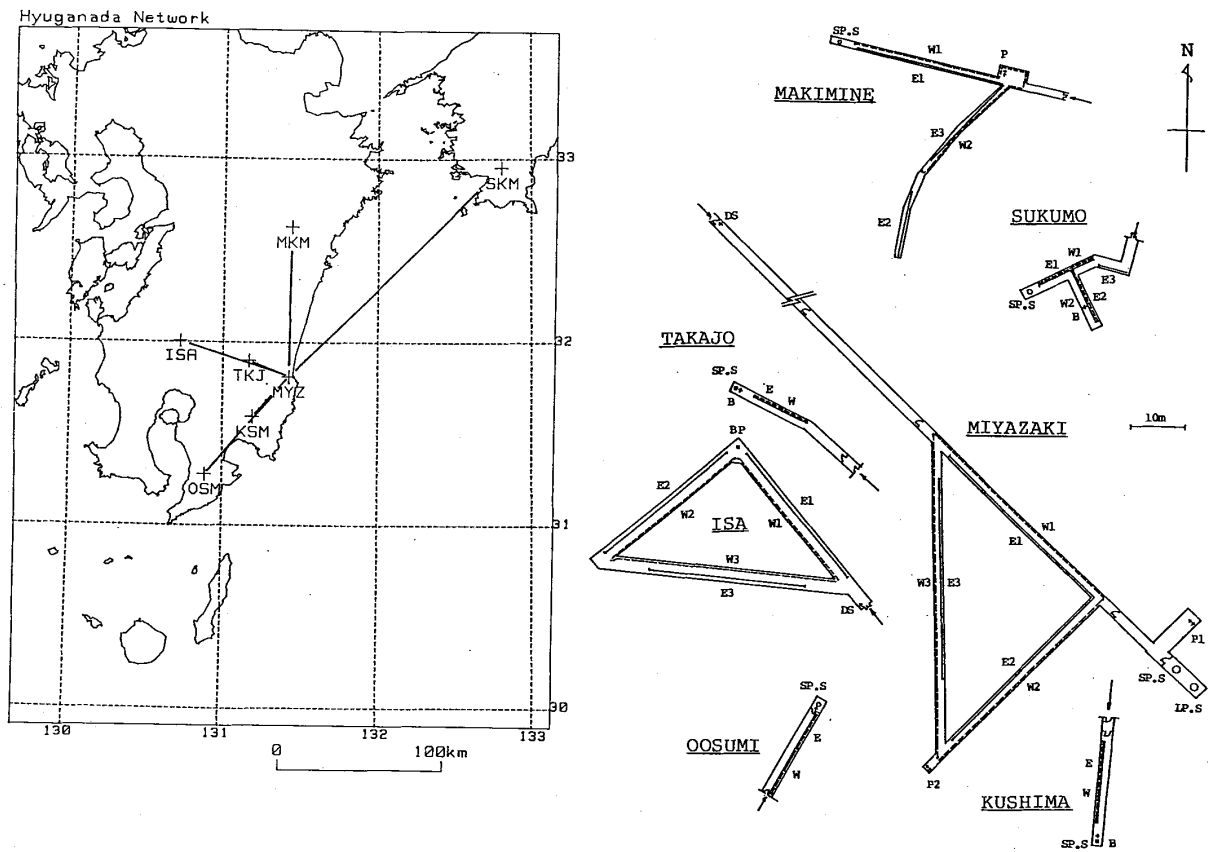 Hyuganada Network
33
32
31
30
130
131
132
133
0
100km
SKM
MKM
ISA
TKJ
MYZ
KSM
OSM
N
10m
MAKIMINE
SP.S
W1
P
E1
E3
W2
E2
SUKUMO
W1
E1
E3
SP.S
W2
E2
B
TAKAJO
SP.S
E
W
B
ISA
BP
E2
E1
W2
W1
W3
E3
DS
MIYAZAKI
DS
W1
E1
W3
E3
E2
W2
P1
SP.S
LP.S
P2
OOSUMI
SP.S
E
W
KUSHIMA
E
W
SP.S
B